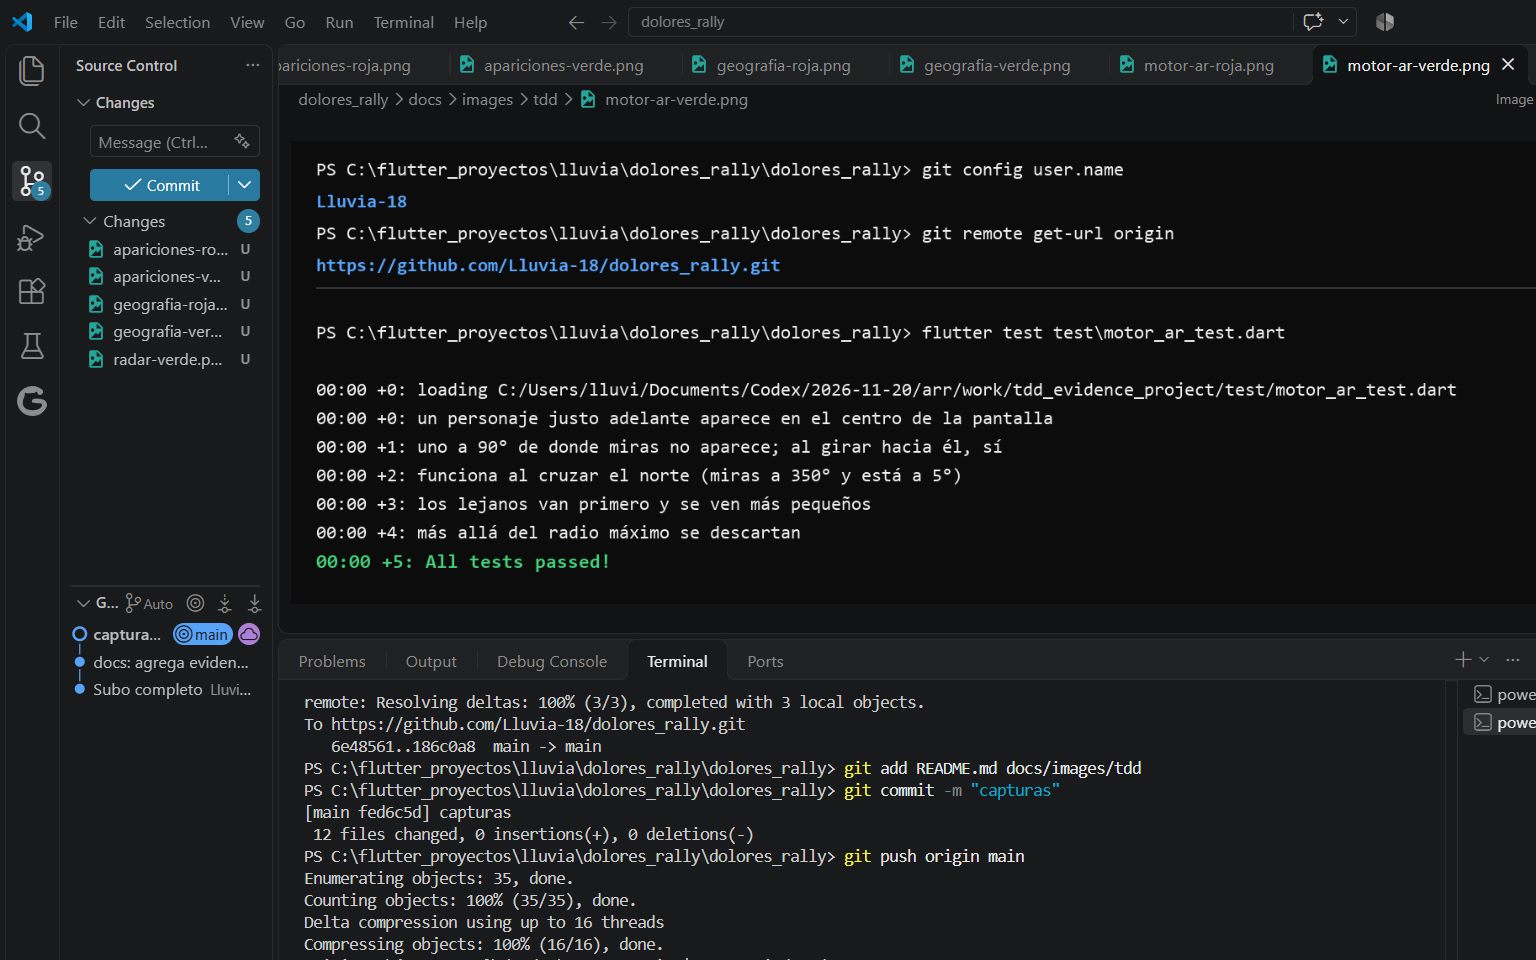 File Edit Selection View Go Run Terminal Help
dolores_rally
Source Control
Changes
Message (Ctrl...
Commit
Changes 5
apariciones-ro... U
apariciones-v... U
geografia-roja... U
geografia-ver... U
radar-verde.p... U
5
G... Auto
captura... main
docs: agrega eviden...
Subo completo Lluvi...
pariciones-roja.png apariciones-verde.png geografia-roja.png geografia-verde.png motor-ar-roja.png motor-ar-verde.png
dolores_rally > docs > images > tdd > motor-ar-verde.png
Image
PS C:\flutter_proyectos\lluvia\dolores_rally\dolores_rally> git config user.name
Lluvia-18
PS C:\flutter_proyectos\lluvia\dolores_rally\dolores_rally> git remote get-url origin
https://github.com/Lluvia-18/dolores_rally.git
PS C:\flutter_proyectos\lluvia\dolores_rally\dolores_rally> flutter test test\motor_ar_test.dart
00:00 +0: loading C:/Users/lluvi/Documents/Codex/2026-11-20/arr/work/tdd_evidence_project/test/motor_ar_test.dart
00:00 +0: un personaje justo adelante aparece en el centro de la pantalla
00:00 +1: uno a 90° de donde miras no aparece; al girar hacia él, sí
00:00 +2: funciona al cruzar el norte (miras a 350° y está a 5°)
00:00 +3: los lejanos van primero y se ven más pequeños
00:00 +4: más allá del radio máximo se descartan
00:00 +5: All tests passed!
Problems Output Debug Console Terminal Ports
remote: Resolving deltas: 100% (3/3), completed with 3 local objects.
To https://github.com/Lluvia-18/dolores_rally.git
6e48561..186c0a8 main -> main
PS C:\flutter_proyectos\lluvia\dolores_rally\dolores_rally> git add README.md docs/images/tdd
PS C:\flutter_proyectos\lluvia\dolores_rally\dolores_rally> git commit -m "capturas"
[main fed6c5d] capturas
12 files changed, 0 insertions(+), 0 deletions(-)
PS C:\flutter_proyectos\lluvia\dolores_rally\dolores_rally> git push origin main
Enumerating objects: 35, done.
Counting objects: 100% (35/35), done.
Delta compression using up to 16 threads
Compressing objects: 100% (16/16), done.
powe
powe